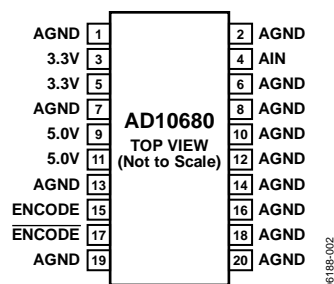 AGND 1 2 AGND
3.3V 3 4 AIN
3.3V 5 6 AGND
AGND 7 8 AGND
AD10680
5.0V 9 10 AGND
TOP VIEW
(Not to Scale)
5.0V 11 12 AGND
AGND 13 14 AGND
ENCODE 15 16 AGND
ENCODE 17 18 AGND
AGND 19 20 AGND
6188-002